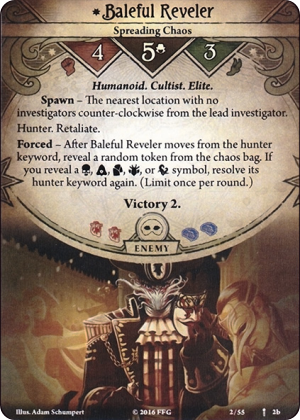 Baleful Reveler
Spreading Chaos
4 5 3
Humanoid. Cultist. Elite.
Spawn – The nearest location with no
investigators counter-clockwise from the lead investigator.
Hunter. Retaliate.
Forced – After Baleful Reveler moves from the hunter
keyword, reveal a random token from the chaos bag. If
you reveal a , , , , or symbol, resolve its
hunter keyword again. (Limit once per round.)
Victory 2.
ENEMY
Illus. Adam Schumpert © 2016 FFG 2/55 2b